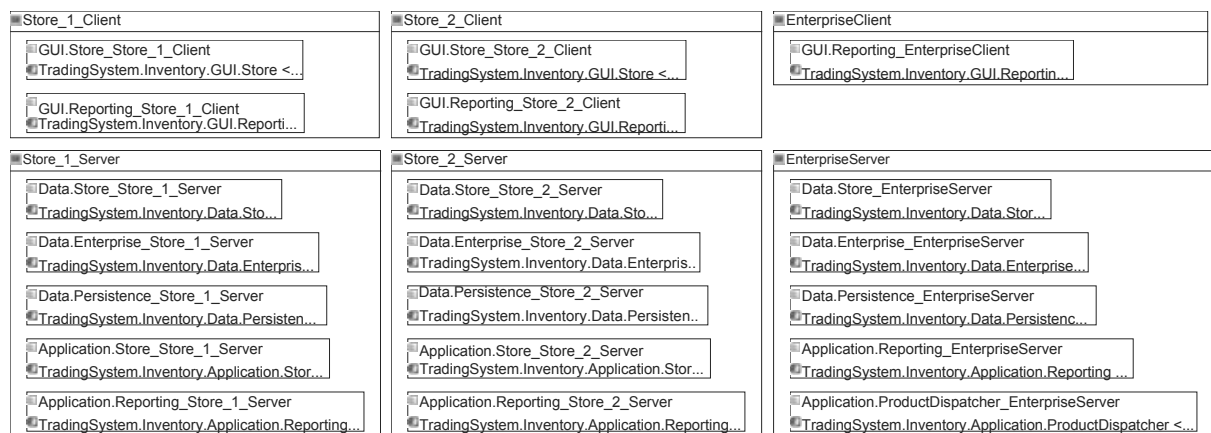 Store_1_Client
GUI.Store_Store_1_Client
TradingSystem.Inventory.GUI.Store <...
GUI.Reporting_Store_1_Client
TradingSystem.Inventory.GUI.Reporti...
Store_2_Client
GUI.Store_Store_2_Client
TradingSystem.Inventory.GUI.Store <...
GUI.Reporting_Store_2_Client
TradingSystem.Inventory.GUI.Reporti...
EnterpriseClient
GUI.Reporting_EnterpriseClient
TradingSystem.Inventory.GUI.Reportin...
Store_1_Server
Data.Store_Store_1_Server
TradingSystem.Inventory.Data.Sto...
Data.Enterprise_Store_1_Server
TradingSystem.Inventory.Data.Enterpris...
Data.Persistence_Store_1_Server
TradingSystem.Inventory.Data.Persisten...
Application.Store_Store_1_Server
TradingSystem.Inventory.Application.Stor...
Application.Reporting_Store_1_Server
TradingSystem.Inventory.Application.Reporting...
Store_2_Server
Data.Store_Store_2_Server
TradingSystem.Inventory.Data.Sto...
Data.Enterprise_Store_2_Server
TradingSystem.Inventory.Data.Enterpris..
Data.Persistence_Store_2_Server
TradingSystem.Inventory.Data.Persisten..
Application.Store_Store_2_Server
TradingSystem.Inventory.Application.Stor...
Application.Reporting_Store_2_Server
TradingSystem.Inventory.Application.Reporting...
EnterpriseServer
Data.Store_EnterpriseServer
TradingSystem.Inventory.Data.Stor...
Data.Enterprise_EnterpriseServer
TradingSystem.Inventory.Data.Enterprise...
Data.Persistence_EnterpriseServer
TradingSystem.Inventory.Data.Persistenc...
Application.Reporting_EnterpriseServer
TradingSystem.Inventory.Application.Reporting ...
Application.ProductDispatcher_EnterpriseServer
TradingSystem.Inventory.Application.ProductDispatcher <...